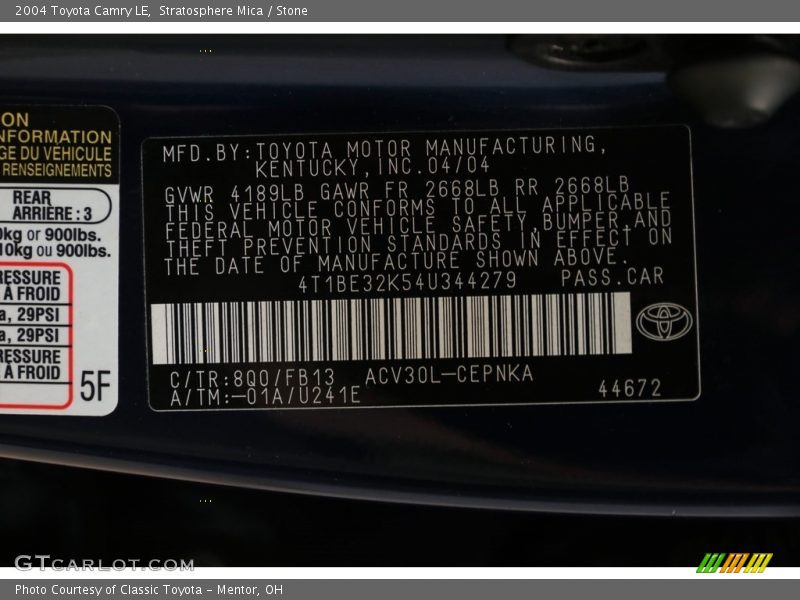 2004 Toyota Camry LE, Stratosphere Mica / Stone
ON
NFORMATION
GE DU VEHICULE
RENSEIGNEMENTS
REAR
ARRIÈRE : 3
0kg or 900lbs.
10kg ou 900lbs.
RESSURE
À FROID
a, 29PSI
a, 29PSI
RESSURE
À FROID
5F
MFD.BY:TOYOTA MOTOR MANUFACTURING,
KENTUCKY,INC.04/04
GVWR 4189LB GAWR FR 2668LB RR 2668LB
THIS VEHICLE CONFORMS TO ALL APPLICABLE
FEDERAL MOTOR VEHICLE SAFETY,BUMPER,AND
THEFT PREVENTION STANDARDS IN EFFECT ON
THE DATE OF MANUFACTURE SHOWN ABOVE.
4T1BE32K54U344279 PASS.CAR
C/TR:8Q0/FB13 ACV30L-CEPNKA
A/TM:-01A/U241E
44672
GTCARLOT.COM
Photo Courtesy of Classic Toyota - Mentor, OH